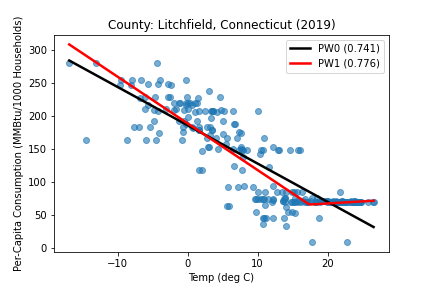 County: Litchfield, Connecticut (2019)
PW0 (0.741)
PW1 (0.776)
Per-Capita Consumption (MMBtu/1000 Households)
300
250
200
150
100
50
0
−10
0
10
20
Temp (deg C)